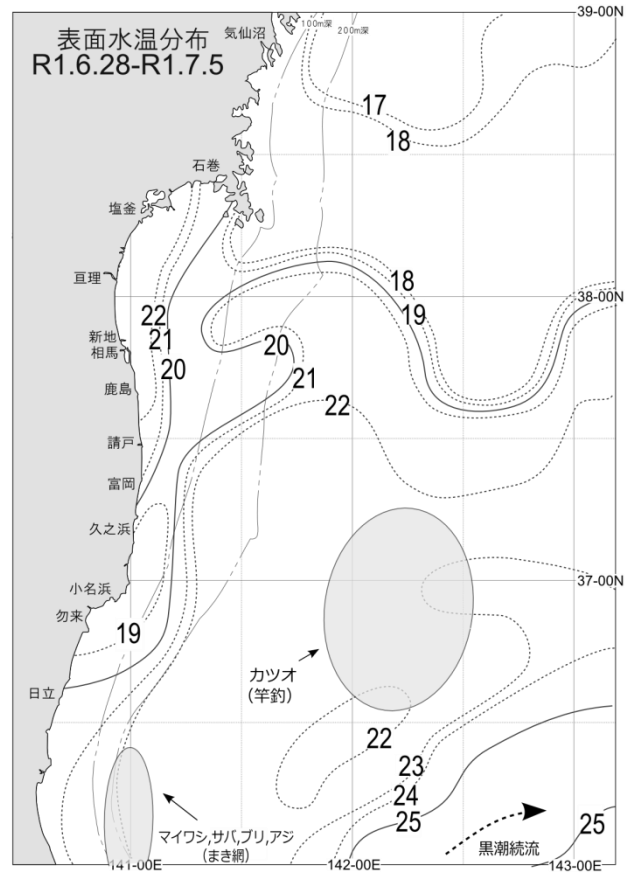 表面水温分布
R1.6.28-R1.7.5
気仙沼
100m深
200m深
39-00N
17
18
石巻
塩釜
亘理
18
38-00N
19
22
新地
21
相馬
20
20
鹿島
21
22
請戸
富岡
久之浜
37-00N
小名浜
勿来
19
カツオ
(竿釣)
日立
22
23
24
25
25
マイワシ,サバ,ブリ,アジ
(まき網)
黒潮続流
141-00E
142-00E
143-00E